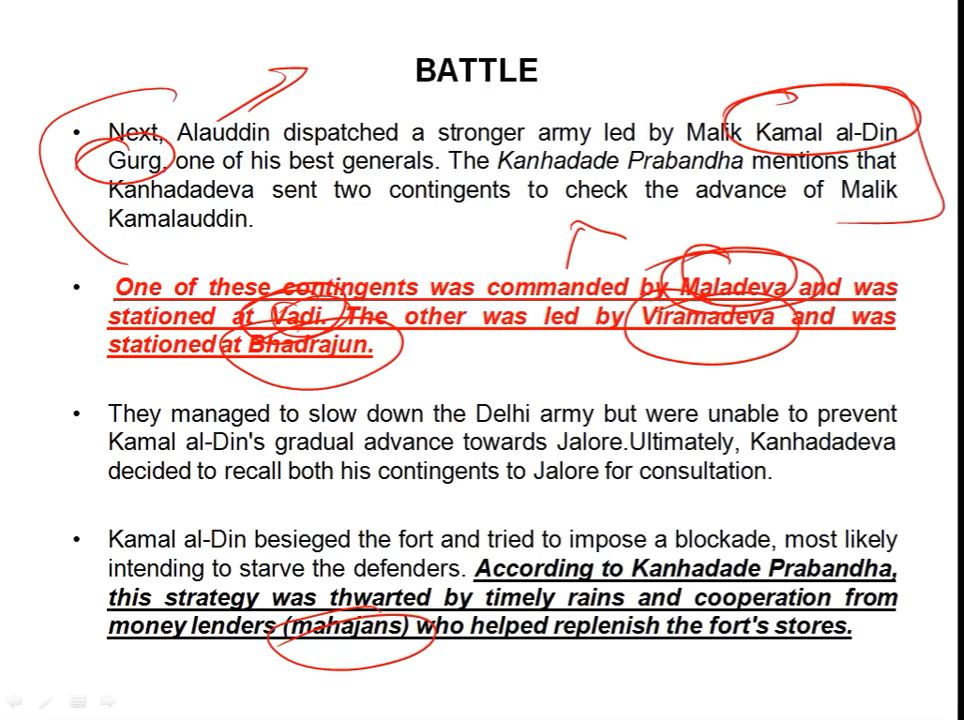 BATTLE
• Next, Alauddin dispatched a stronger army led by Malik Kamal al-Din
Gurg, one of his best generals. The Kanhadade Prabandha mentions that
Kanhadadeva sent two contingents to check the advance of Malik
Kamalauddin.
• One of these contingents was commanded by Maladeva and was
stationed at Vadi. The other was led by Viramadeva and was
stationed at Bhadrajun.
• They managed to slow down the Delhi army but were unable to prevent
Kamal al-Din's gradual advance towards Jalore.Ultimately, Kanhadadeva
decided to recall both his contingents to Jalore for consultation.
• Kamal al-Din besieged the fort and tried to impose a blockade, most likely
intending to starve the defenders. According to Kanhadade Prabandha,
this strategy was thwarted by timely rains and cooperation from
money lenders (mahajans) who helped replenish the fort's stores.